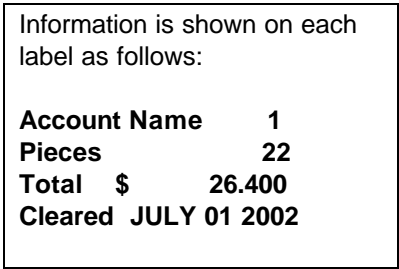 Information is shown on each
label as follows:
Account Name 1
Pieces 22
Total $ 26.400
Cleared JULY 01 2002